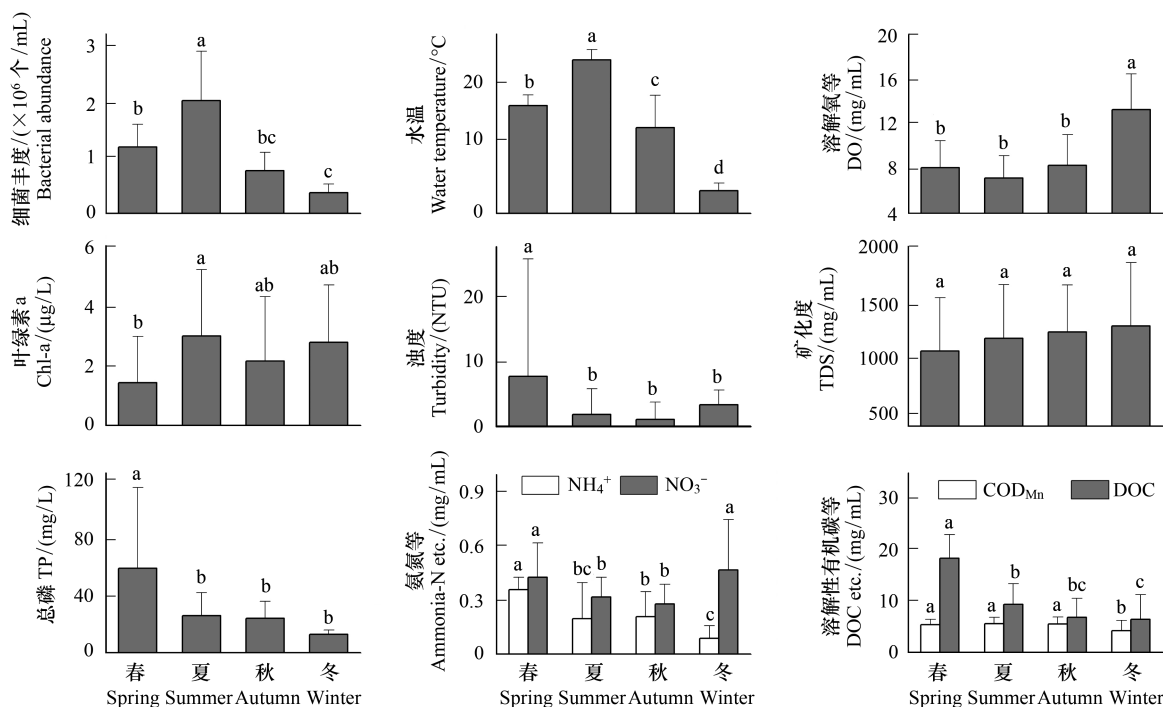 细菌丰度/(×10⁶个/mL)
Bacterial abundance
3
2
1
0
b
a
bc
c
水温
Water temperature/°C
20
10
0
b
a
c
d
溶解氧等
DO/(mg/mL)
20
16
12
8
4
b
b
b
a
叶绿素a
Chl-a/(μg/L)
6
4
2
0
b
a
ab
ab
浊度
Turbidity/(NTU)
20
10
0
a
b
b
b
矿化度
TDS/(mg/mL)
2000
1500
1000
500
a
a
a
a
总磷 TP/(mg/L)
120
80
40
0
a
b
b
b
春 夏 秋 冬
Spring Summer Autumn Winter
氨氮等
Ammonia-N etc./(mg/mL)
0.9
0.6
0.3
0
NH₄⁺ NO₃⁻
a a bc b b b c a
春 夏 秋 冬
Spring Summer Autumn Winter
溶解性有机碳等
DOC etc./(mg/mL)
30
20
10
0
CODMn DOC
a a a b a bc b c
春 夏 秋 冬
Spring Summer Autumn Winter